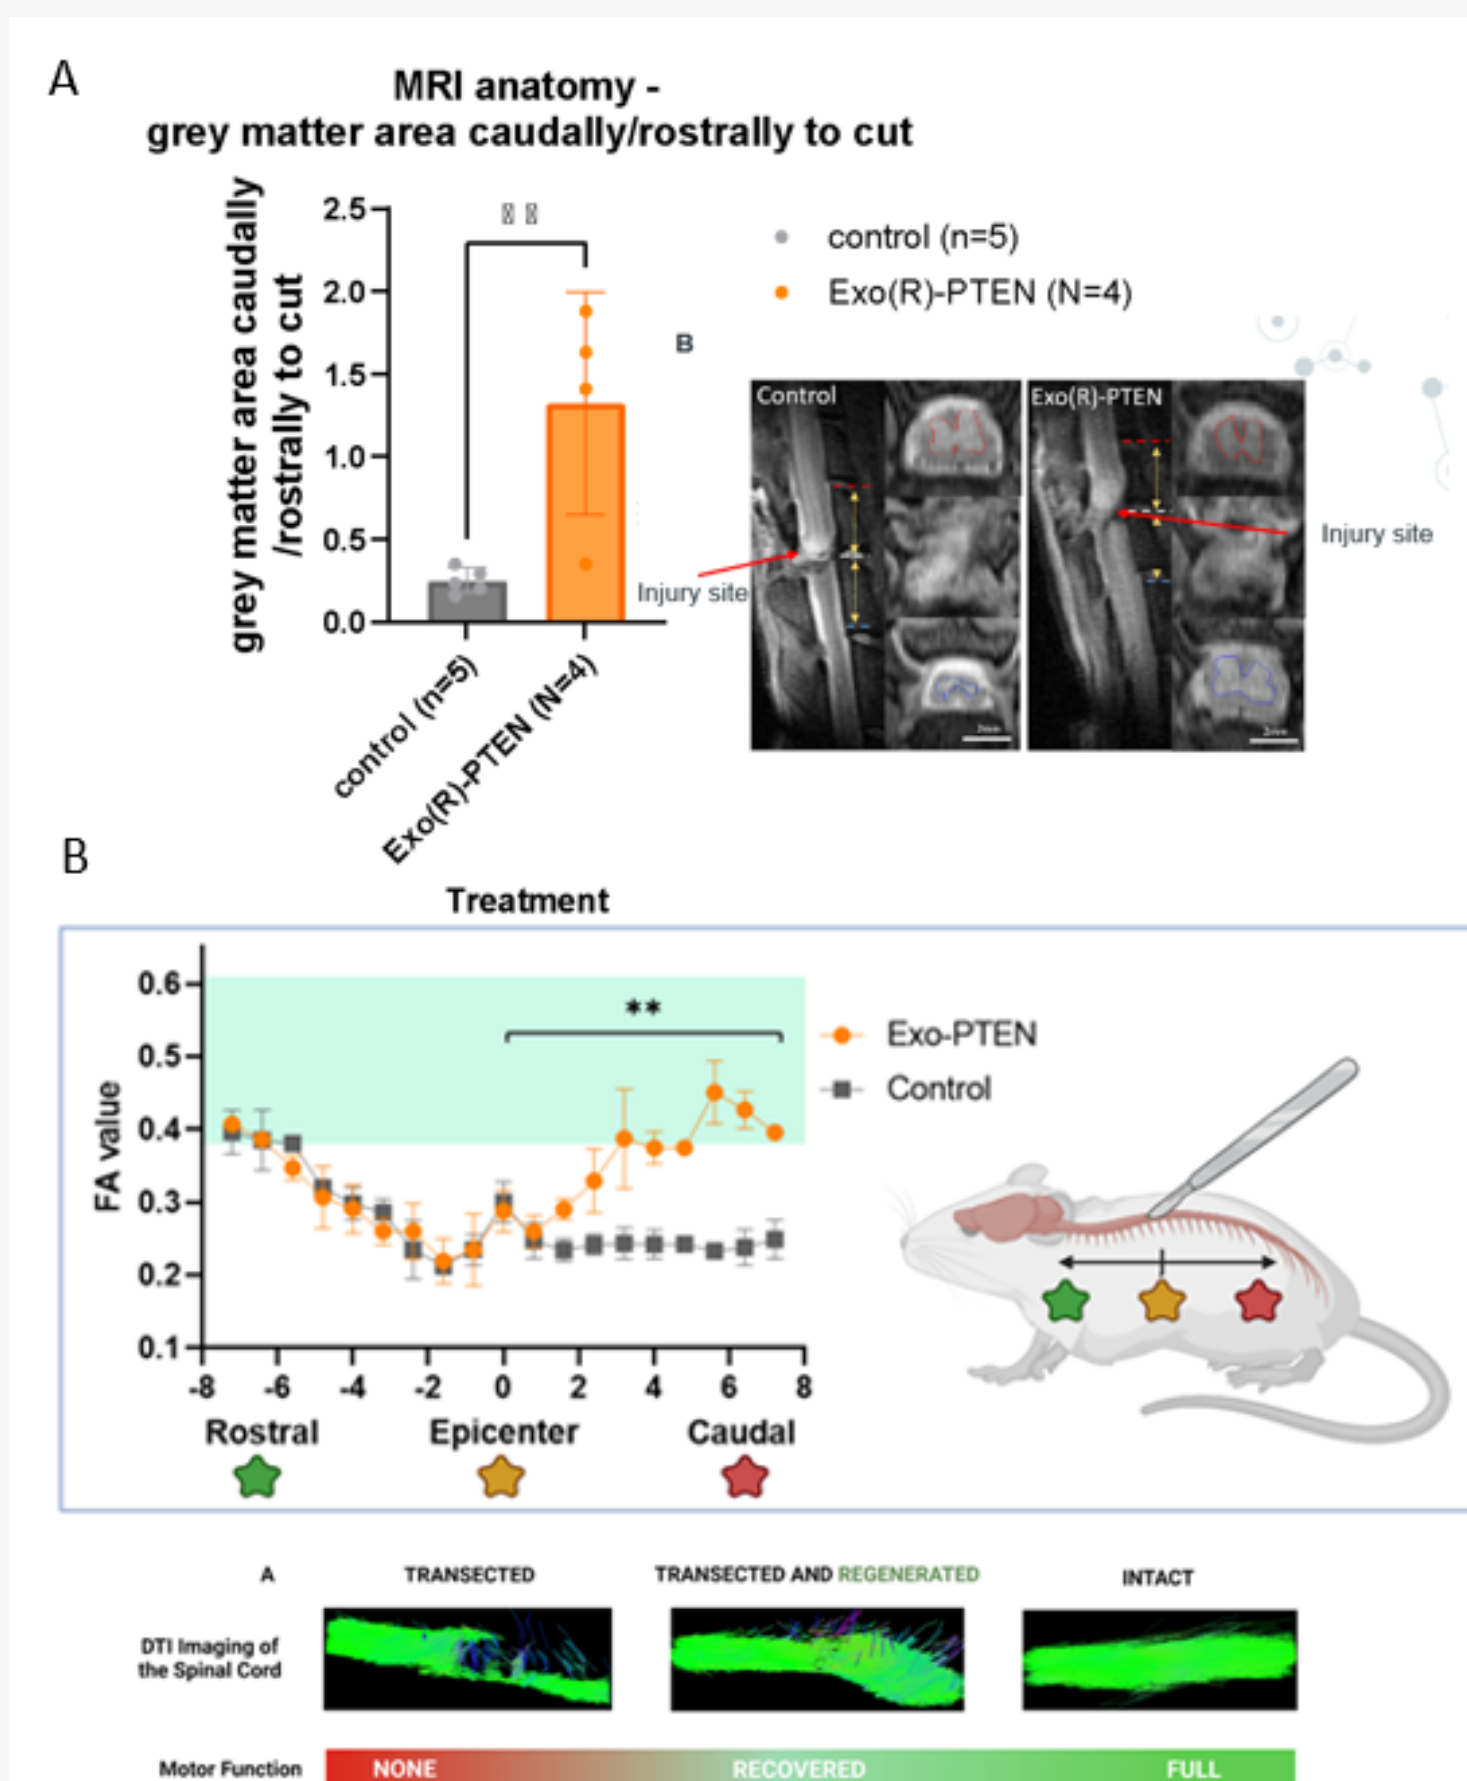 A
MRI anatomy -
grey matter area caudally/rostrally to cut
grey matter area caudally
/rostrally to cut
2.5
2.0
1.5
1.0
0.5
0.0
control (n=5)
Exo(R)-PTEN (N=4)
control (n=5)
Exo(R)-PTEN (N=4)
B
Control
Exo(R)-PTEN
Injury site
Injury site
2mm
2mm
B
Treatment
FA value
0.6
0.5
0.4
0.3
0.2
0.1
**
Exo-PTEN
Control
-8 -6 -4 -2 0 2 4 6 8
Rostral Epicenter Caudal
A TRANSECTED TRANSECTED AND REGENERATED INTACT
DTI Imaging of
the Spinal Cord
Motor Function NONE RECOVERED FULL